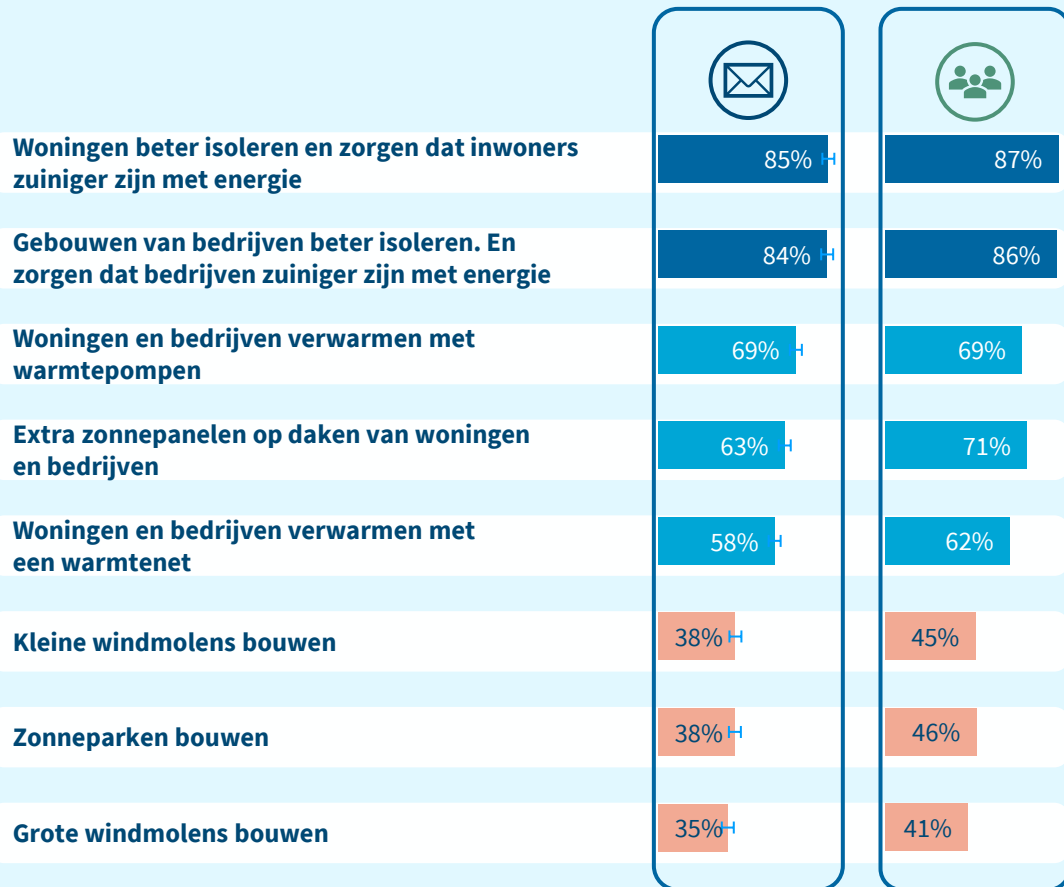 Woningen beter isoleren en zorgen dat inwoners
zuiniger zijn met energie
85%
87%
Gebouwen van bedrijven beter isoleren. En
zorgen dat bedrijven zuiniger zijn met energie
84%
86%
Woningen en bedrijven verwarmen met
warmtepompen
69%
69%
Extra zonnepanelen op daken van woningen
en bedrijven
63%
71%
Woningen en bedrijven verwarmen met
een warmtenet
58%
62%
Kleine windmolens bouwen
38%
45%
Zonneparken bouwen
38%
46%
Grote windmolens bouwen
35%
41%